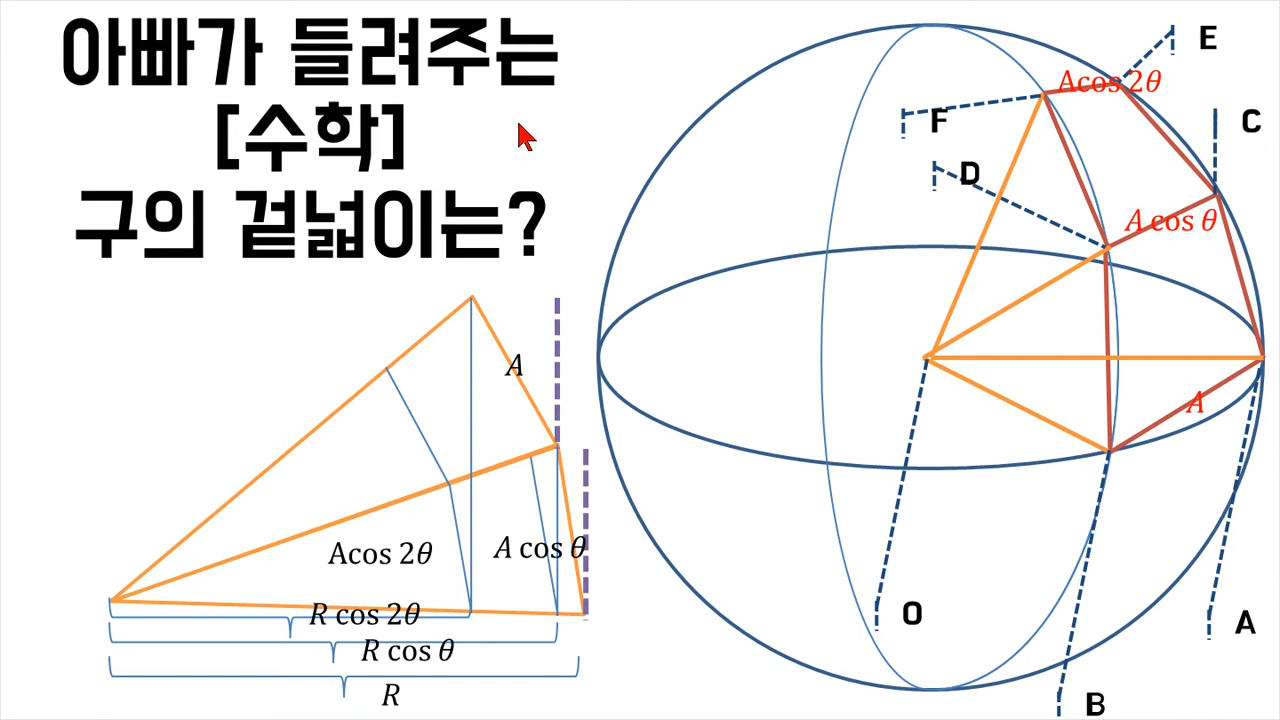 아빠가 들려주는
[수학]
구의 겉넓이는?
E
Acos 2θ
F
C
D
A cos θ
A
A
Acos 2θ
A cos θ
R cos 2θ
O
A
R cos θ
R
B